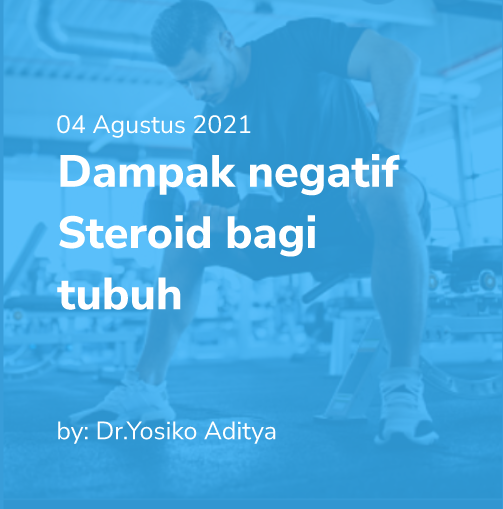 04 Agustus 2021
Dampak negatif
Steroid bagi
tubuh
by: Dr.Yosiko Aditya